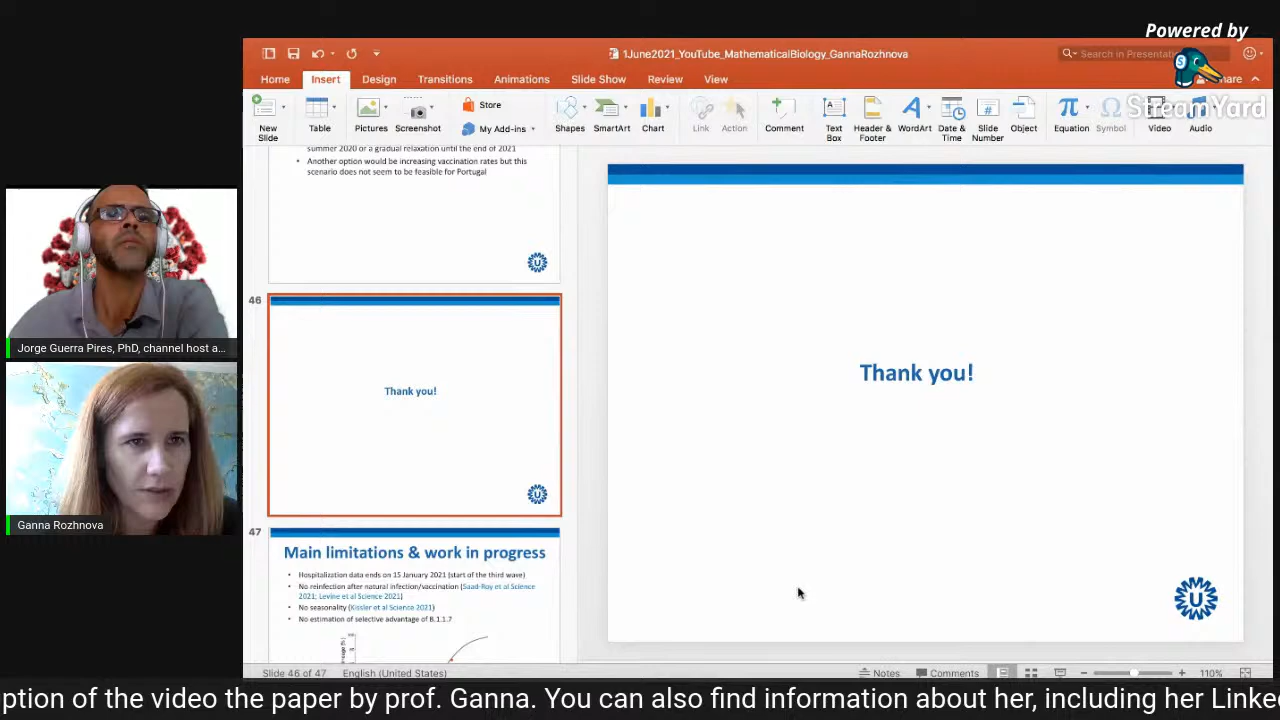 Powered by
StreamYard
1June2021_YouTube_MathematicalBiology_GannaRozhnova
Search in Presentation
Home Insert Design Transitions Animations Slide Show Review View
New Slide
Table
Pictures
Screenshot
Store
My Add-ins
Shapes
SmartArt
Chart
Link
Action
Comment
Text Box
Header & Footer
WordArt
Date & Time
Slide Number
Object
Equation
Symbol
Video
Audio
summer 2020 or a gradual relaxation until the end of 2021
• Another option would be increasing vaccination rates but this
scenario does not seem to be feasible for Portugal
46
Thank you!
Thank you!
47
Main limitations & work in progress
• Hospitalization data ends on 15 January 2021 (start of the third wave)
• No reinfection after natural infection/vaccination (Saad-Roy et al Science
2021; Levine et al Science 2021)
• No seasonality (Kissler et al Science 2021)
• No estimation of selective advantage of B.1.1.7
Jorge Guerra Pires, PhD, channel host a...
Ganna Rozhnova
Slide 46 of 47 English (United States)
Notes Comments 110%
ption of the video the paper by prof. Ganna. You can also find information about her, including her Linke